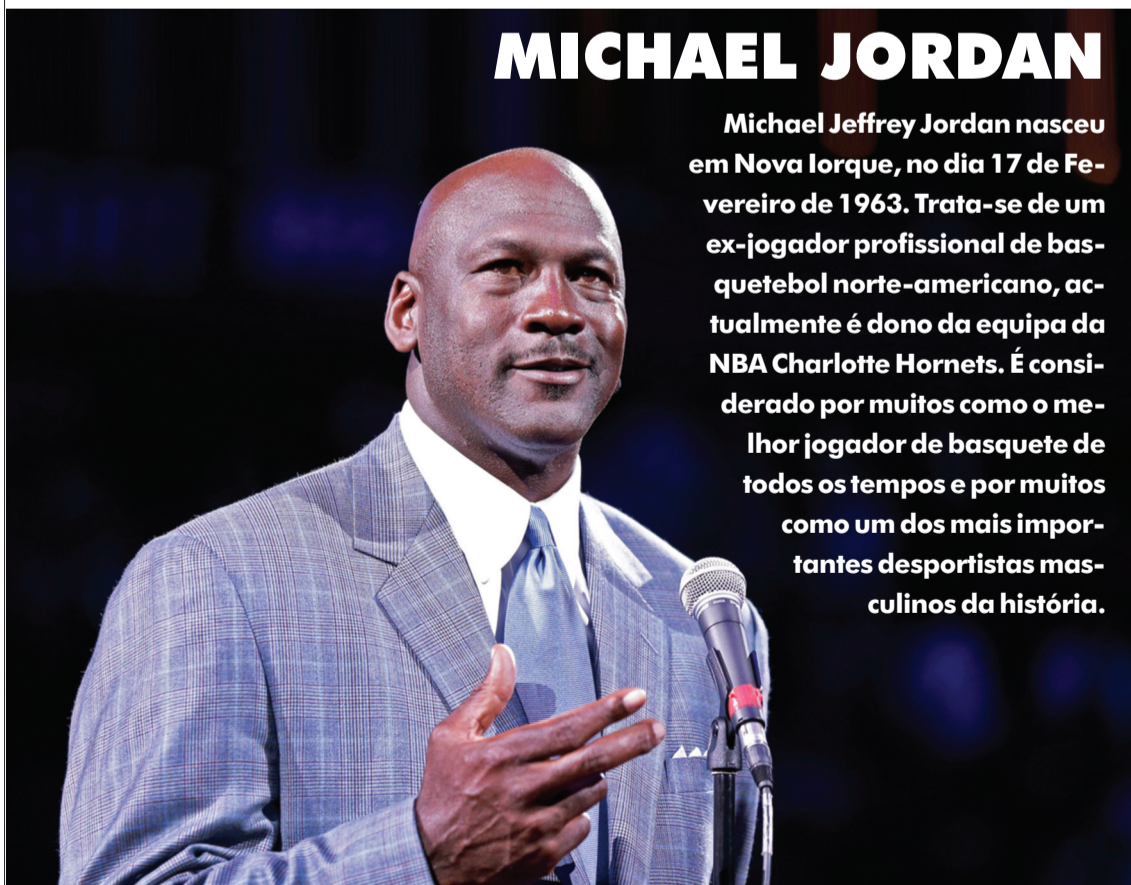 MICHAEL JORDAN
Michael Jeffrey Jordan nasceu
em Nova Iorque, no dia 17 de Fe-
vereiro de 1963. Trata-se de um
ex-jogador profissional de bas-
quetebol norte-americano, ac-
tualmente é dono da equipa da
NBA Charlotte Hornets. É consi-
derado por muitos como o me-
lhor jogador de basquete de
todos os tempos e por muitos
como um dos mais impor-
tantes desportistas mas-
culinos da história.